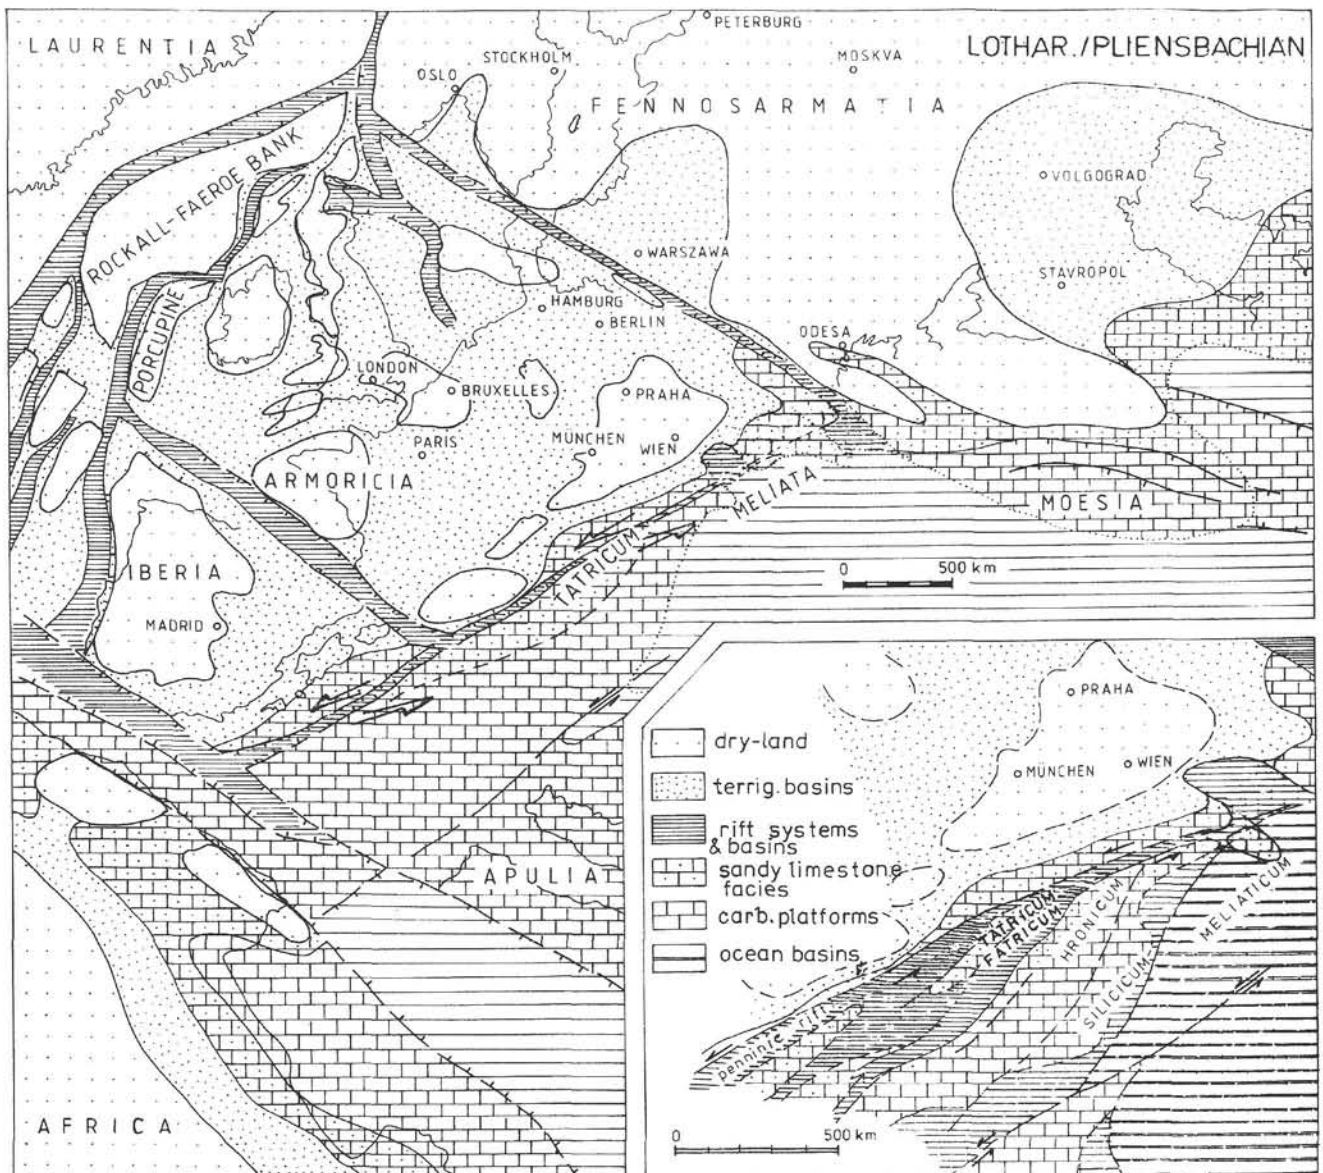 LAURENTIA
PETERBURG
STOCKHOLM
MOSKVA
LOTHAR./PLIENSBACHIAN
OSLO
FENNOSARMATIA
ROCKALL-FAEROE BANK
VOLGOGRAD
WARSZAWA
STAVROPOL
PORCUPINE
HAMBURG
BERLIN
ODESA
LONDON
BRUXELLES
PRAHA
PARIS
MÜNCHEN
WIEN
ARMORICIA
MELIATA
MOESIA
TATRICUM
0 500 km
IBERIA
MADRID
APULIA
AFRICA
PRAHA
MÜNCHEN
WIEN
dry-land
terrig. basins
rift systems
& basins
sandy limestone
facies
carb. platforms
ocean basins
TATRICUM
FATRICUM
HRONICUM
SILICICUM
MELIATICUM
penninic rift
0 500 km